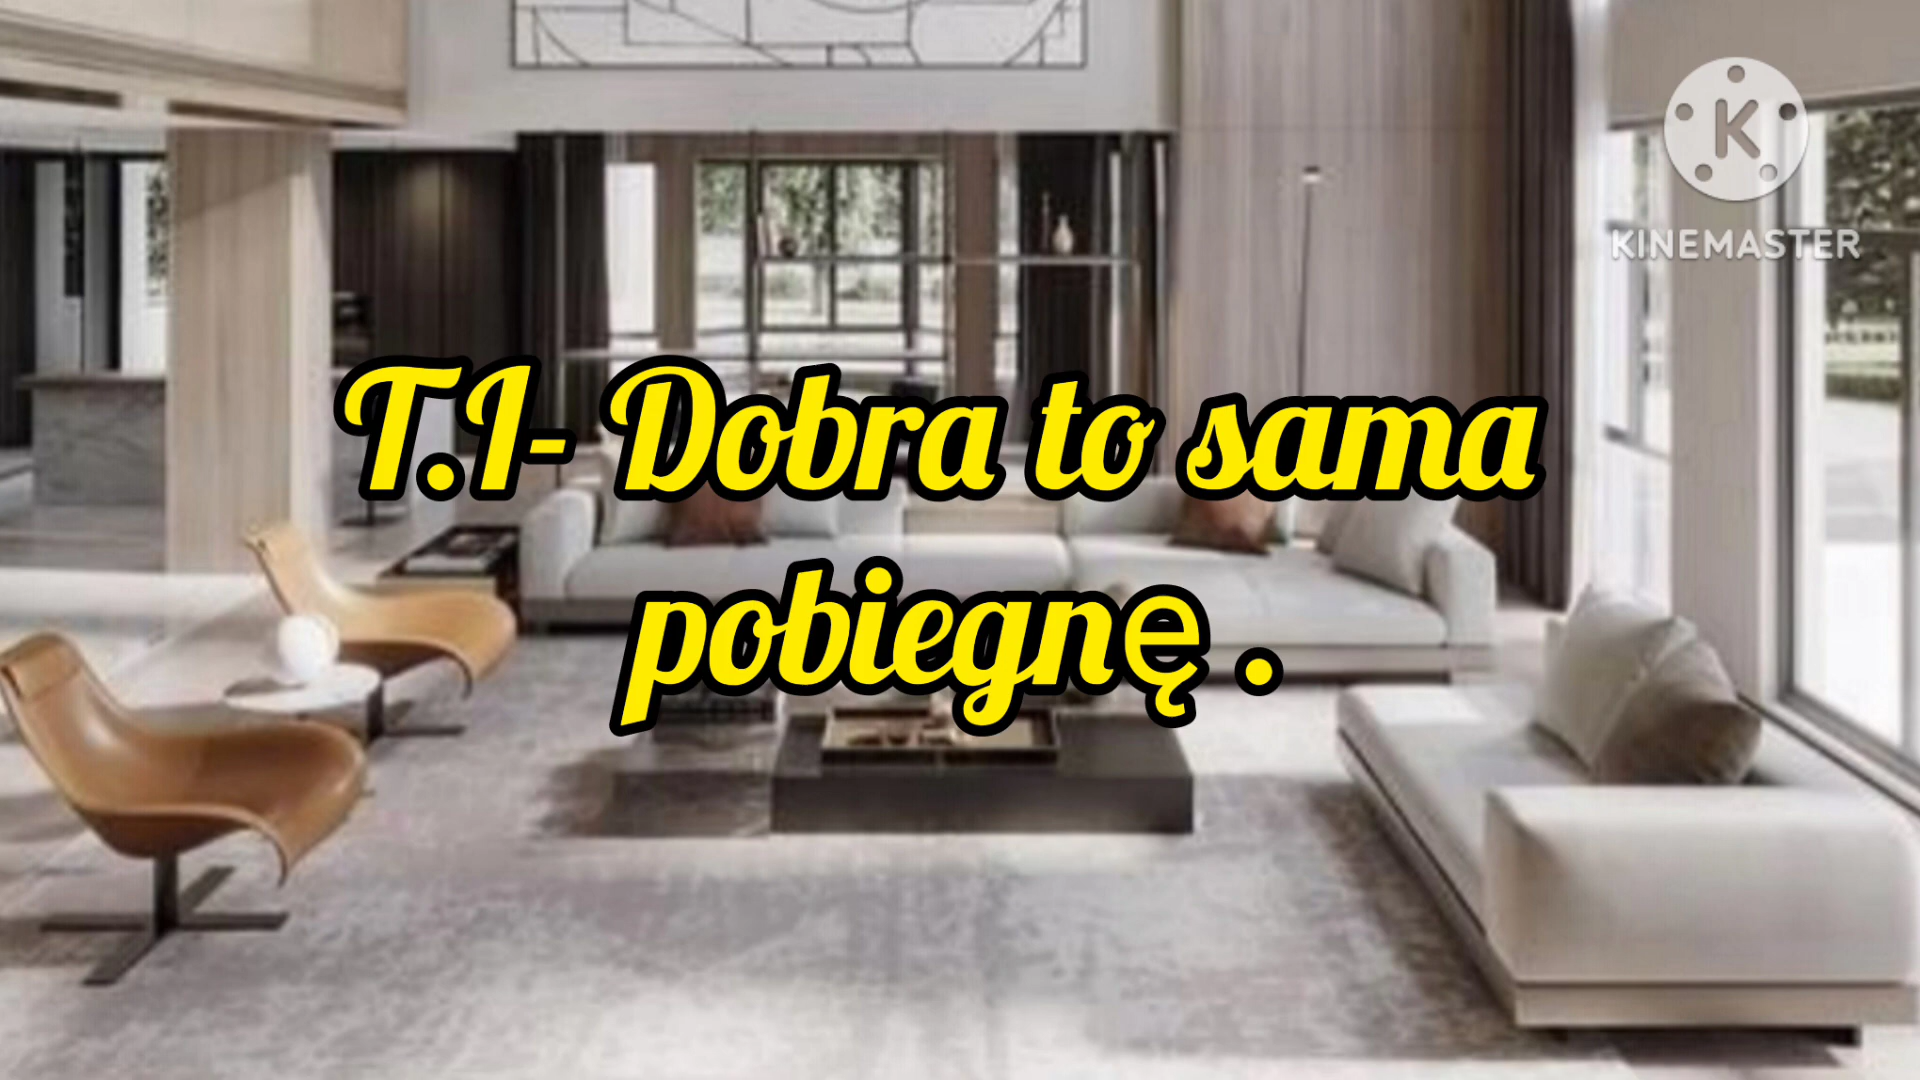 K
KINEMASTER
T.I- Dobra to sama
pobiegnę .